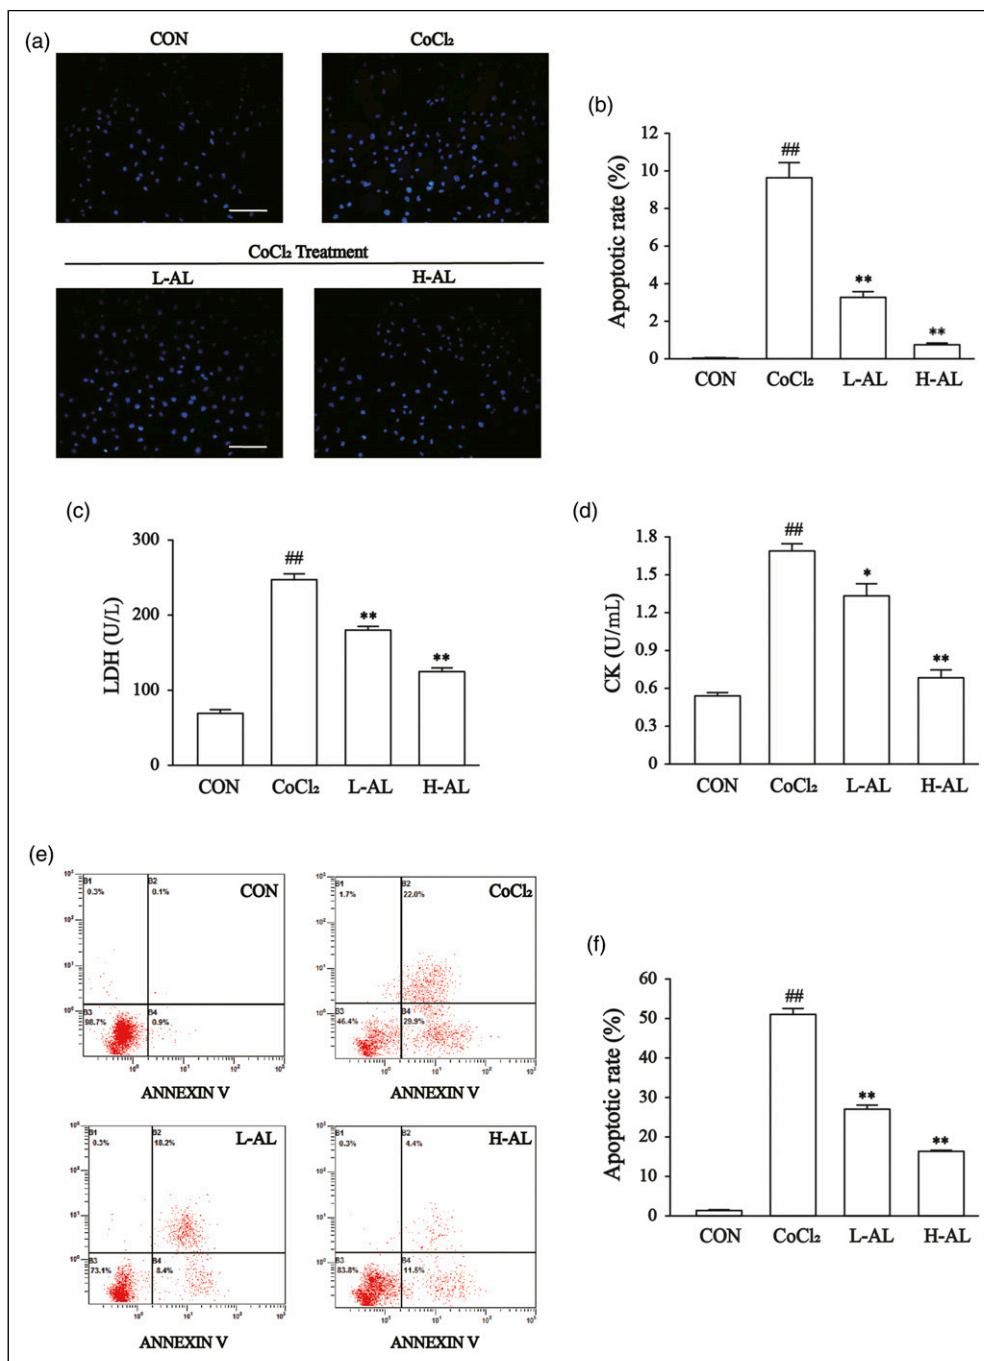 (a)
CON
CoCl₂
CoCl₂ Treatment
L-AL
H-AL
(b)
Apoptotic rate (%)
12
10
8
6
4
2
0
##
**
**
CON CoCl₂ L-AL H-AL
(c)
LDH (U/L)
300
200
100
0
##
**
**
CON CoCl₂ L-AL H-AL
(d)
CK (U/mL)
1.8
1.5
1.2
0.9
0.6
0.3
0
##
*
**
CON CoCl₂ L-AL H-AL
(e)
CON
B1 0.3%
B2 0.1%
B3 98.7%
B4 0.9%
ANNEXIN V
CoCl₂
B1 1.7%
B2 22.0%
B3 46.4%
B4 29.9%
ANNEXIN V
L-AL
B1 0.3%
B2 18.2%
B3 73.1%
B4 8.4%
ANNEXIN V
H-AL
B1 0.3%
B2 4.4%
B3 83.8%
B4 11.5%
ANNEXIN V
(f)
Apoptotic rate (%)
60
50
40
30
20
10
0
##
**
**
CON CoCl₂ L-AL H-AL